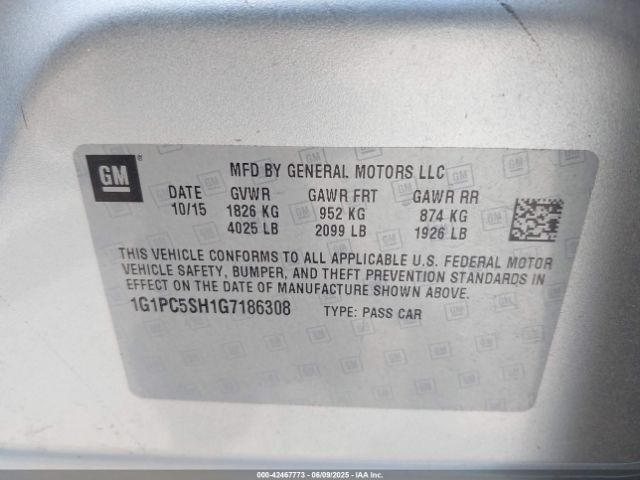 GM ®
MFD BY GENERAL MOTORS LLC
DATE GVWR GAWR FRT GAWR RR
10/15 1826 KG 952 KG 874 KG
4025 LB 2099 LB 1926 LB
THIS VEHICLE CONFORMS TO ALL APPLICABLE U.S. FEDERAL MOTOR
VEHICLE SAFETY, BUMPER, AND THEFT PREVENTION STANDARDS IN
EFFECT ON THE DATE OF MANUFACTURE SHOWN ABOVE.
1G1PC5SH1G7186308 TYPE: PASS CAR
000-42467773 - 06/09/2025 - IAA Inc.